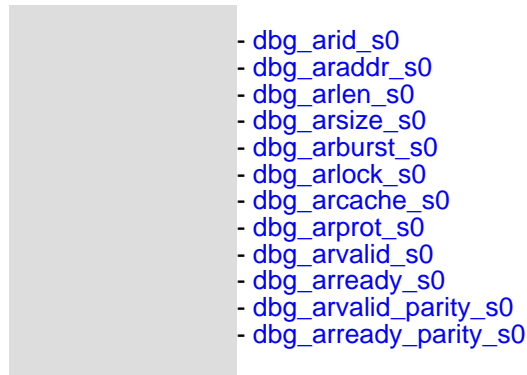 - dbg_arid_s0
- dbg_araddr_s0
- dbg_arlen_s0
- dbg_arsize_s0
- dbg_arburst_s0
- dbg_arlock_s0
- dbg_arcache_s0
- dbg_arprot_s0
- dbg_arvalid_s0
- dbg_arready_s0
- dbg_arvalid_parity_s0
- dbg_arready_parity_s0